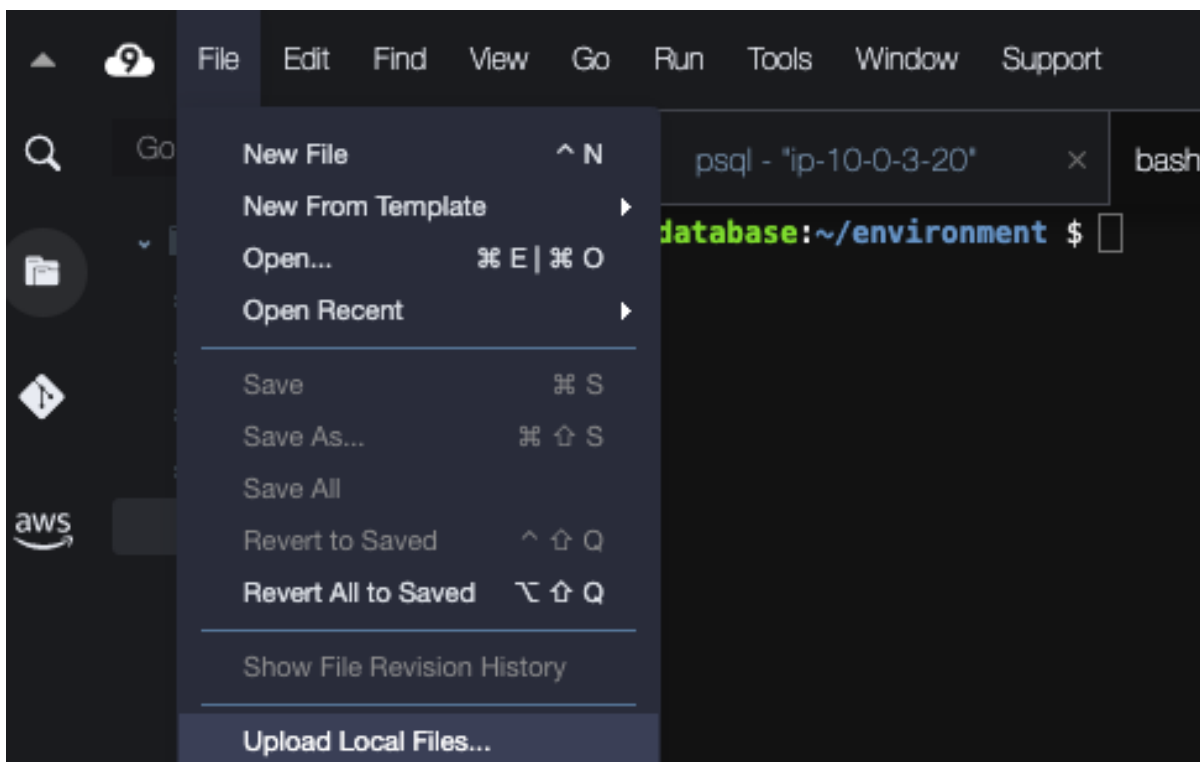 9 File Edit Find View Go Run Tools Window Support
Go
psql - "ip-10-0-3-20" × bash
database:~/environment $
New File ^ N
New From Template
Open... ⌘ E | ⌘ O
Open Recent
Save ⌘ S
Save As... ⌘ ⇧ S
Save All
Revert to Saved ^ ⇧ Q
Revert All to Saved ⌥ ⇧ Q
Show File Revision History
Upload Local Files...
aws